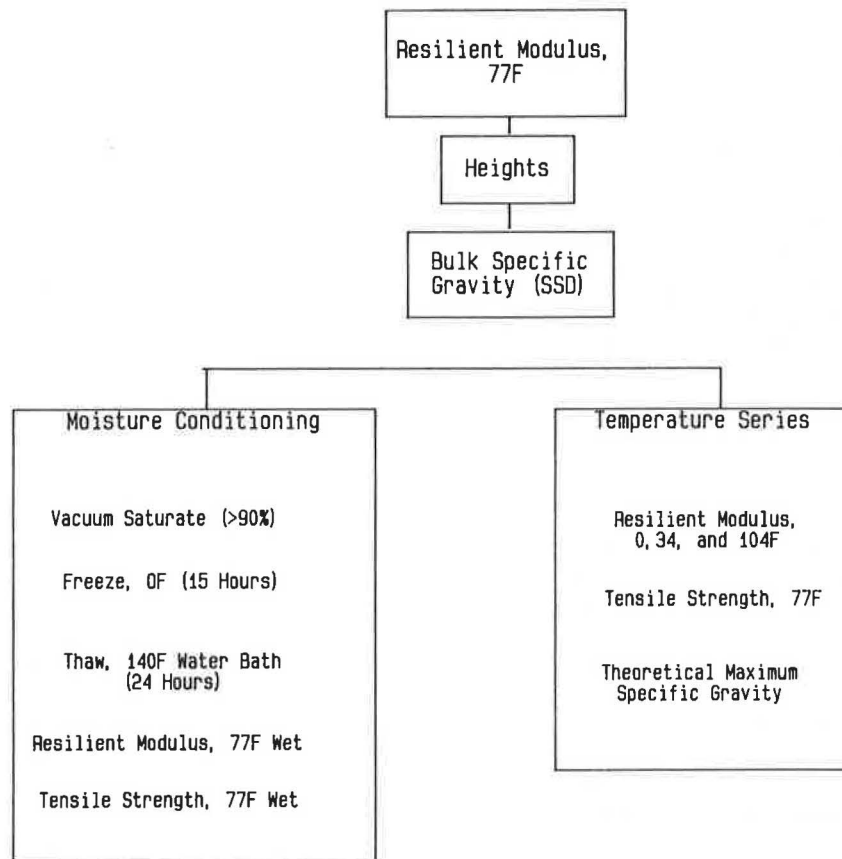 Resilient Modulus,
77F
Heights
Bulk Specific
Gravity (SSD)
Moisture Conditioning
Vacuum Saturate (>90%)
Freeze, 0F (15 Hours)
Thaw, 140F Water Bath
(24 Hours)
Resilient Modulus, 77F Wet
Tensile Strength, 77F Wet
Temperature Series
Resilient Modulus,
0, 34, and 104F
Tensile Strength, 77F
Theoretical Maximum
Specific Gravity